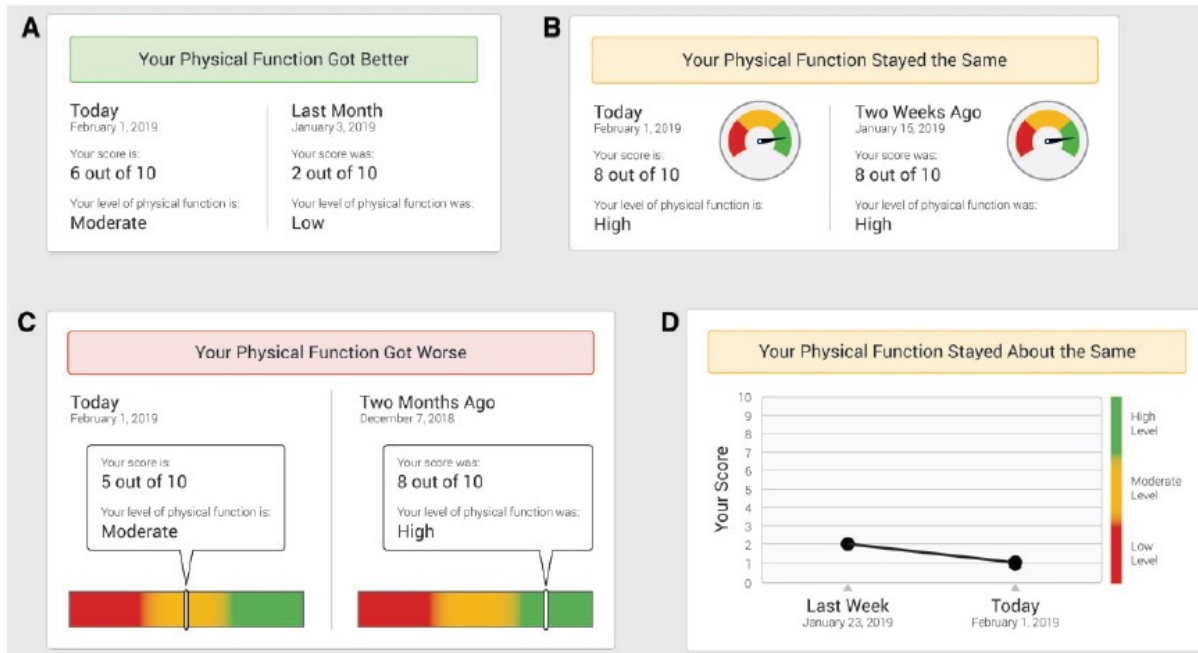 A
Your Physical Function Got Better
Today
February 1, 2019
Your score is:
6 out of 10
Your level of physical function is:
Moderate
Last Month
January 3, 2019
Your score was:
2 out of 10
Your level of physical function was:
Low
B
Your Physical Function Stayed the Same
Today
February 1, 2019
Your score is:
8 out of 10
Your level of physical function is:
High
Two Weeks Ago
January 15, 2019
Your score was:
8 out of 10
Your level of physical function was:
High
C
Your Physical Function Got Worse
Today
February 1, 2019
Your score is:
5 out of 10
Your level of physical function is:
Moderate
Two Months Ago
December 7, 2018
Your score was:
8 out of 10
Your level of physical function was:
High
D
Your Physical Function Stayed About the Same
Your Score
10
9
8
7
6
5
4
3
2
1
0
High
Level
Moderate
Level
Low
Level
Last Week
January 23, 2019
Today
February 1, 2019